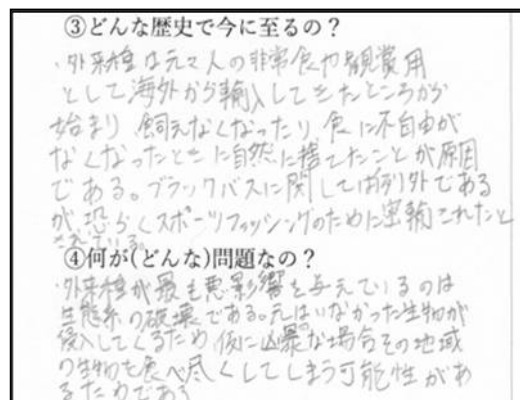 ③どんな歴史で今に至るの？
・外来種は元々人の非常食や観賞用
として海外から輸入してきたところから
始まり 飼えなくなったり、食に不自由が
なくなったときに自然に捨てたことが原因
である。ブラックバスに関しては例外である
が、恐らくスポーツフィッシングのために密輸されたと
されている。
④何が(どんな)問題なの？
・外来種が最も悪影響を与えているのは
生態系の破壊である。元はいなかった生物が
侵入してくるため 仮に凶暴な場合その地域
の生物を食べ尽くしてしまう可能性があ
るためである